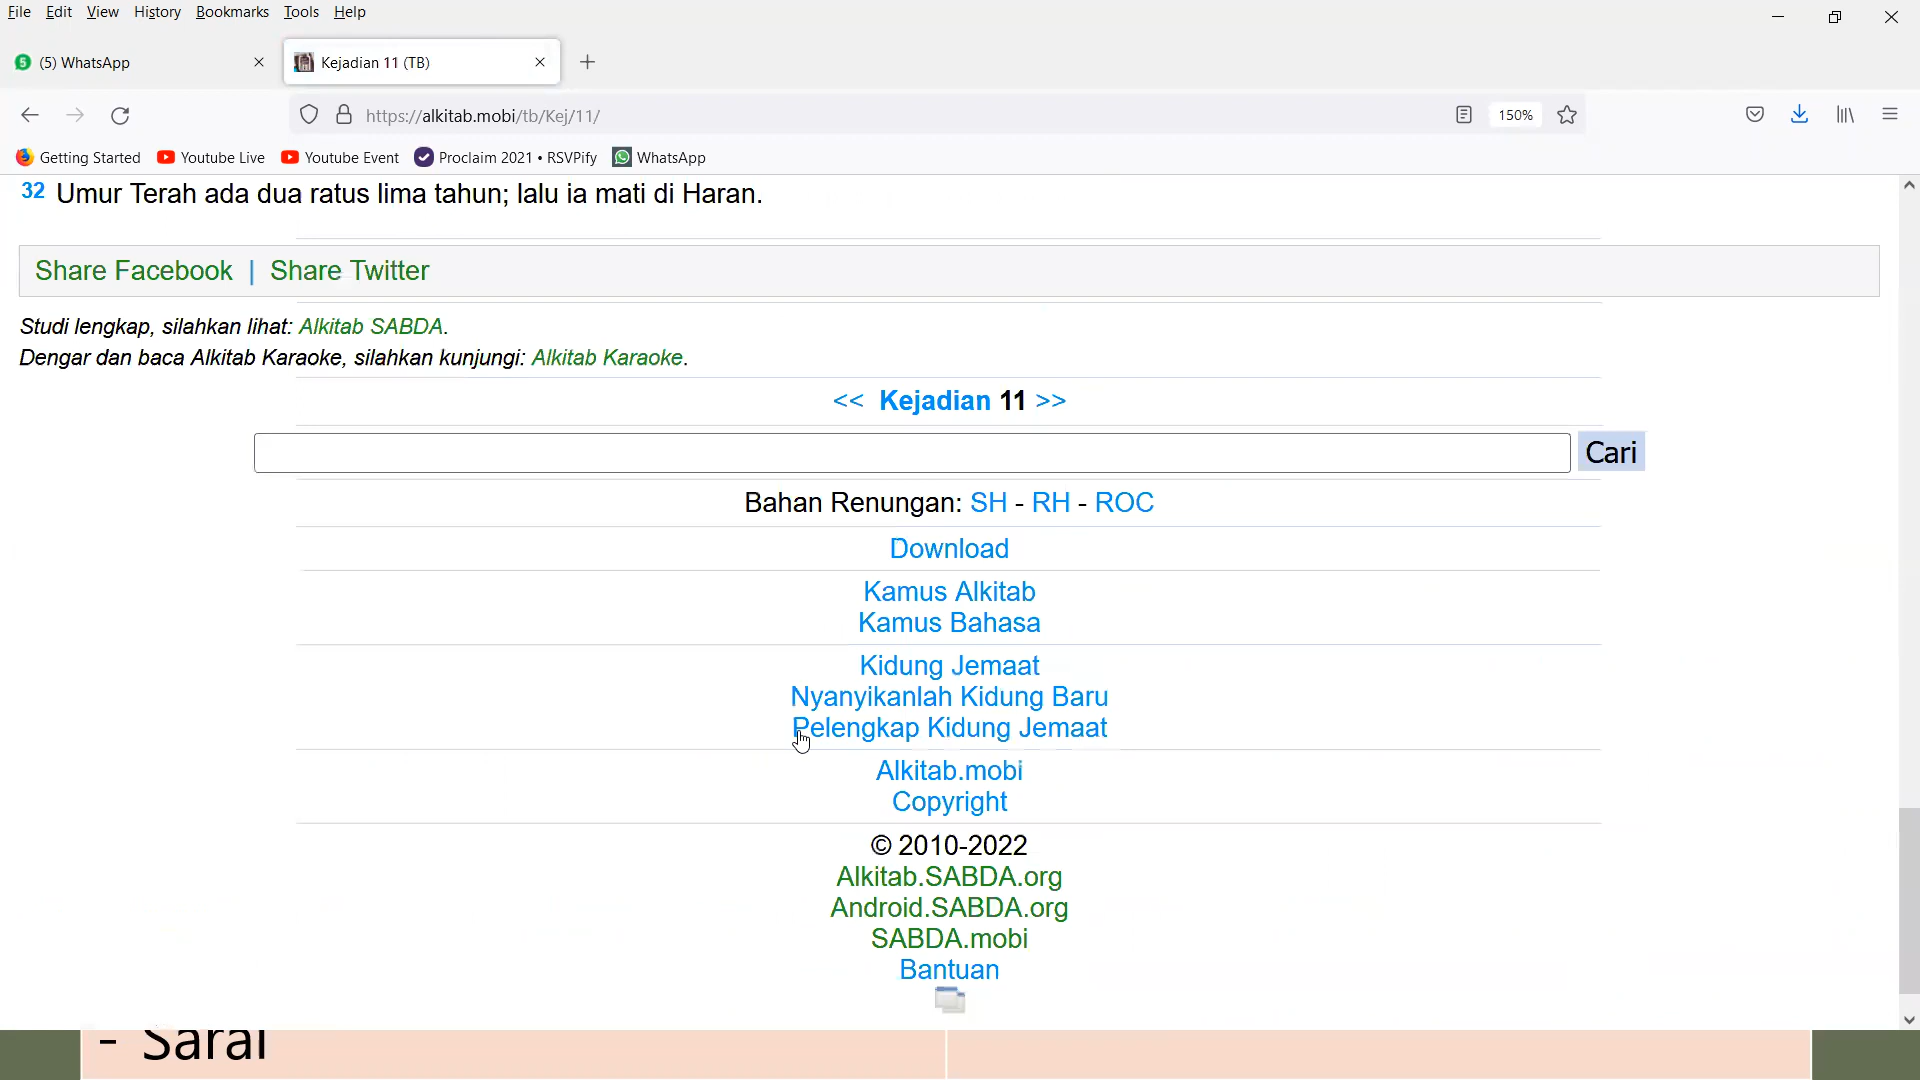 File Edit View History Bookmarks Tools Help
5 (5) WhatsApp
Kejadian 11 (TB)
https://alkitab.mobi/tb/Kej/11/
150%
Getting Started Youtube Live Youtube Event Proclaim 2021 • RSVPify WhatsApp
32 Umur Terah ada dua ratus lima tahun; lalu ia mati di Haran.
Share Facebook | Share Twitter
Studi lengkap, silahkan lihat: Alkitab SABDA.
Dengar dan baca Alkitab Karaoke, silahkan kunjungi: Alkitab Karaoke.
<< Kejadian 11 >>
Cari
Bahan Renungan: SH - RH - ROC
Download
Kamus Alkitab
Kamus Bahasa
Kidung Jemaat
Nyanyikanlah Kidung Baru
Pelengkap Kidung Jemaat
Alkitab.mobi
Copyright
© 2010-2022
Alkitab.SABDA.org
Android.SABDA.org
SABDA.mobi
Bantuan
- Sarai